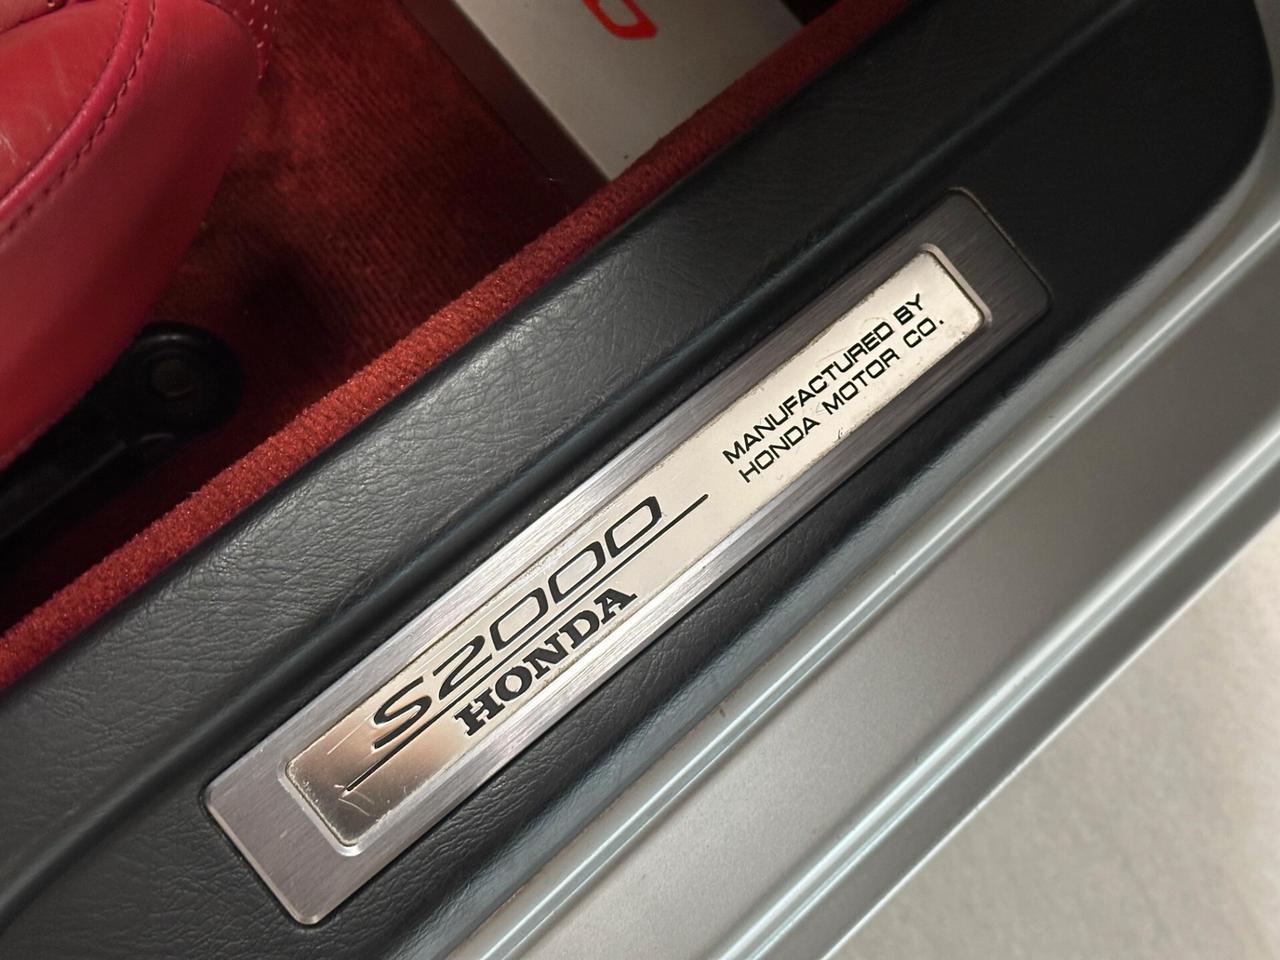 S2000
HONDA
MANUFACTURED BY
HONDA MOTOR CO.